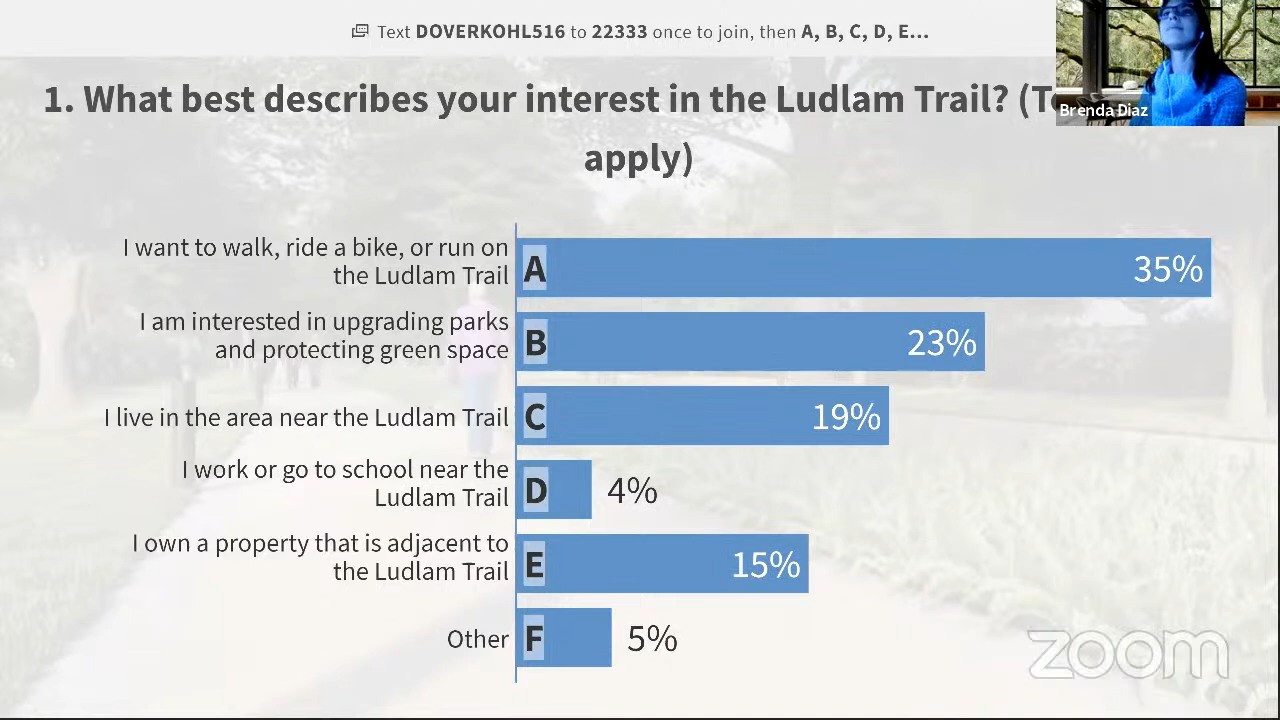 Text DOVERKOHL516 to 22333 once to join, then A, B, C, D, E...
1. What best describes your interest in the Ludlam Trail? (
apply)
Brenda Diaz
I want to walk, ride a bike, or run on
the Ludlam Trail
A
35%
I am interested in upgrading parks
and protecting green space
B
23%
I live in the area near the Ludlam Trail
C
19%
I work or go to school near the
Ludlam Trail
D
4%
I own a property that is adjacent to
the Ludlam Trail
E
15%
Other
F
5%
zoom